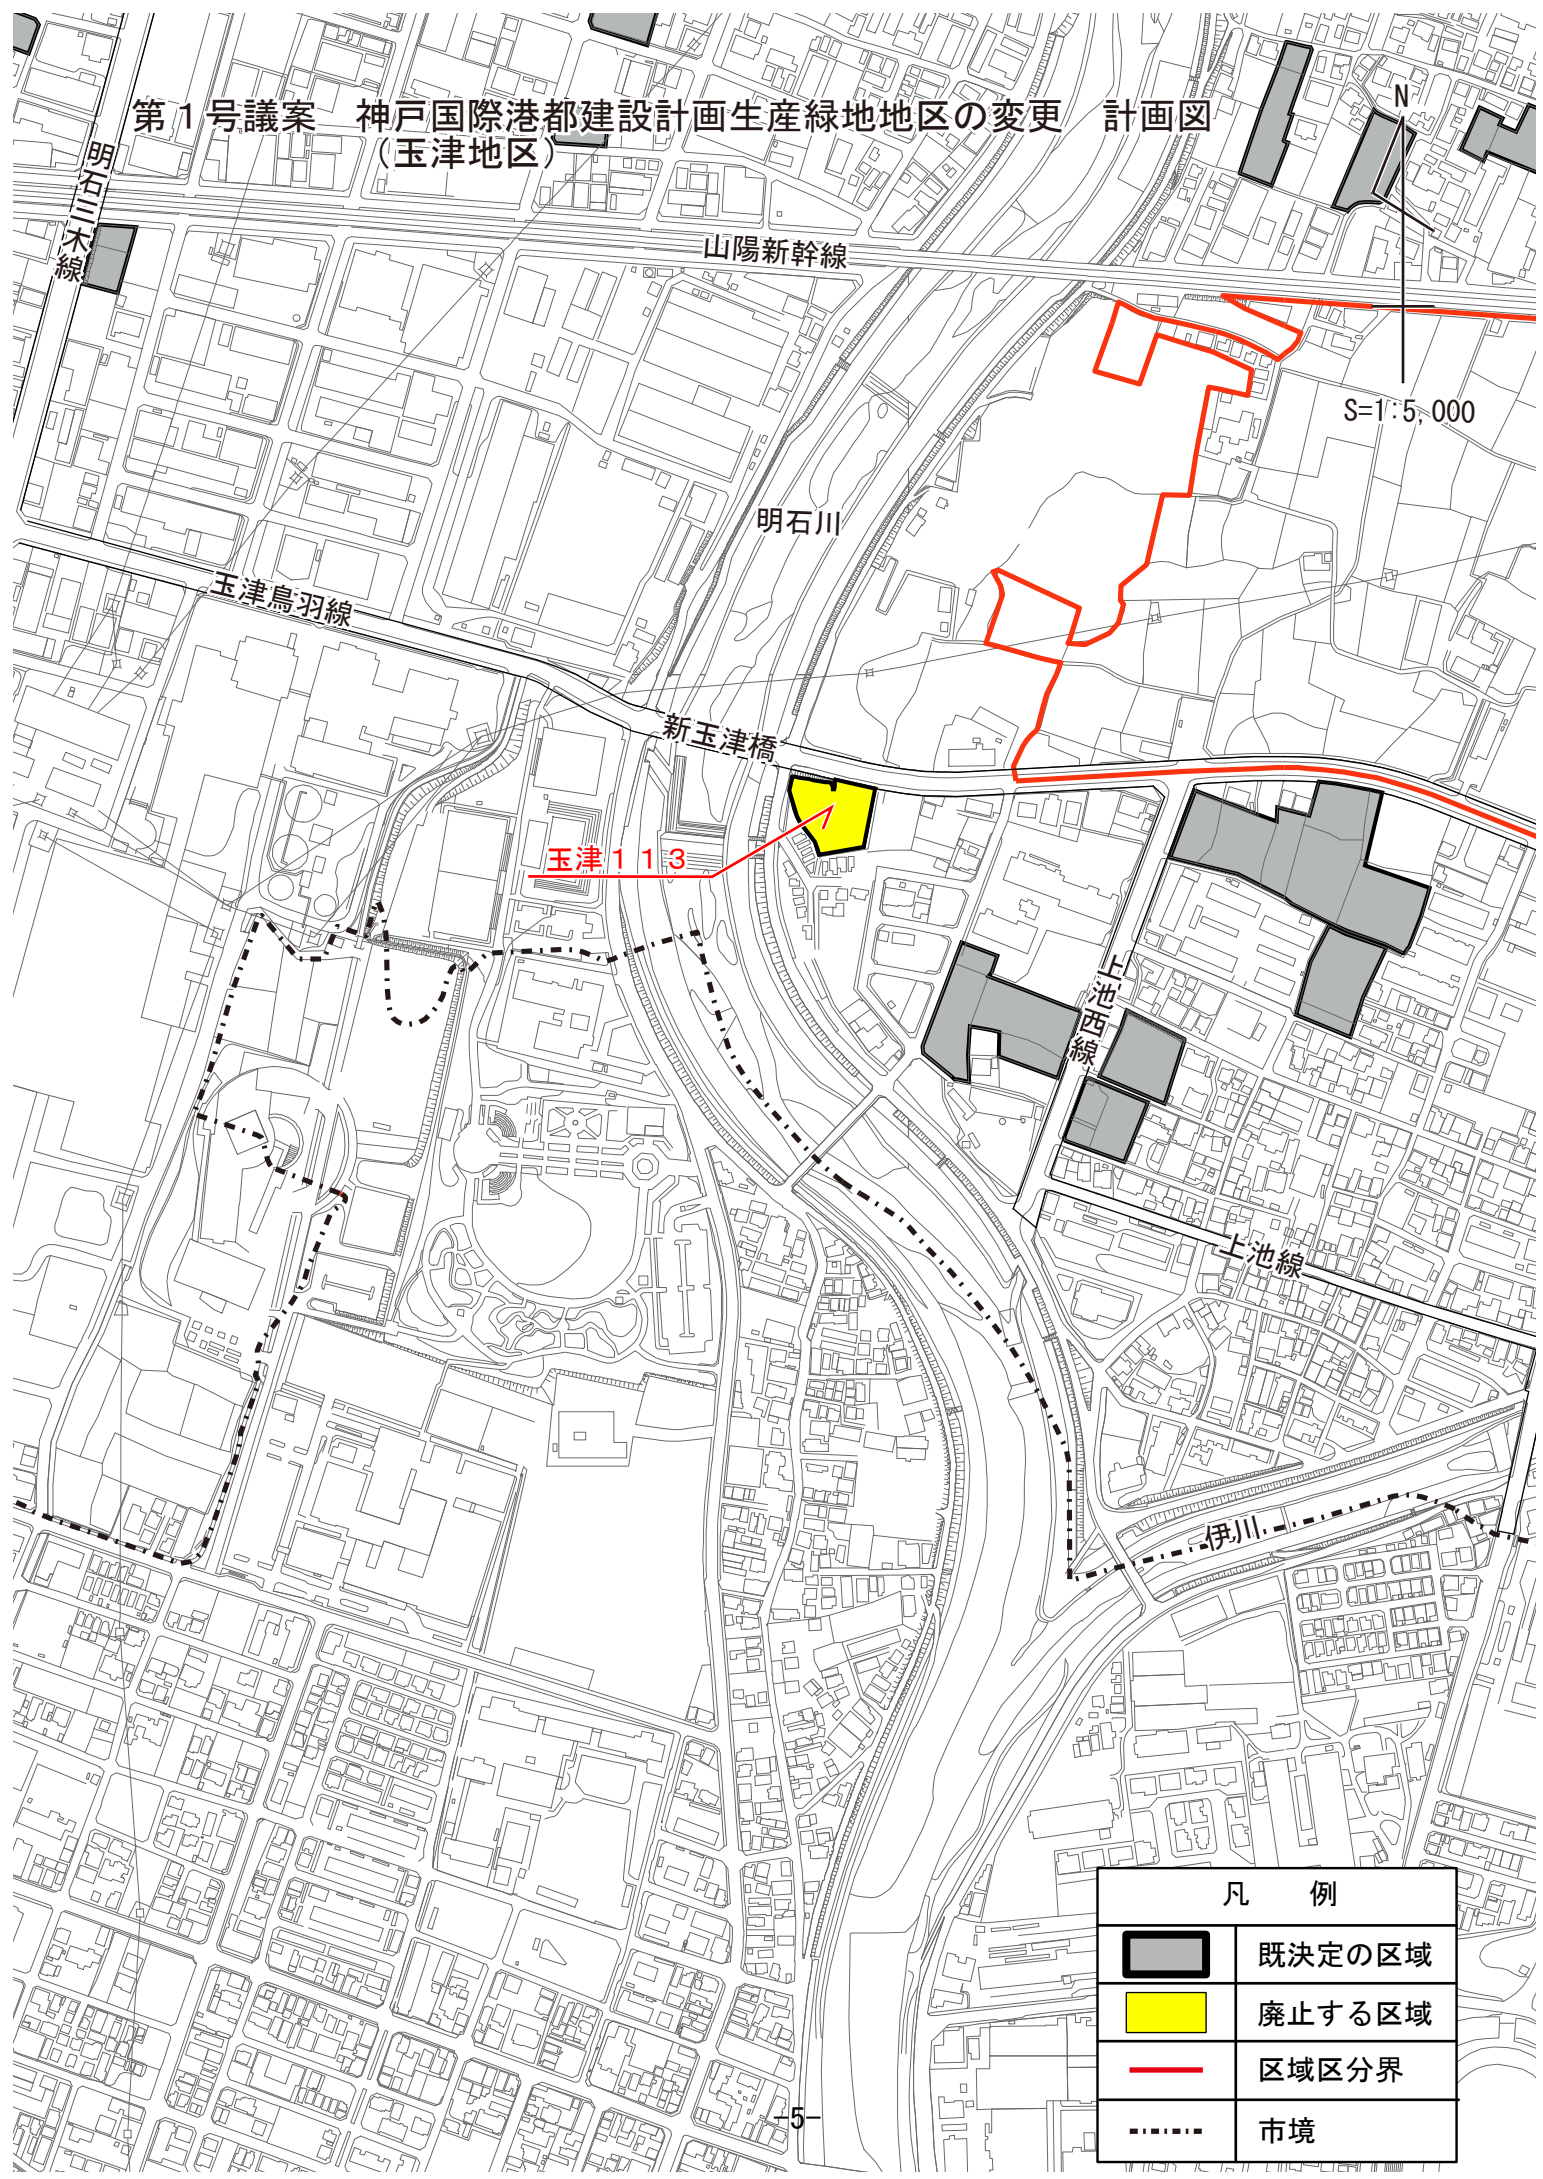 第１号議案　神戸国際港都建設計画生産緑地地区の変更　計画図
（玉津地区）
N
明石三木線
山陽新幹線
S=1:5,000
明石川
玉津鳥羽線
新玉津橋
玉津１１３
上池西線
上池線
伊川
凡　例
既決定の区域
廃止する区域
区域区分界
市境
-5-